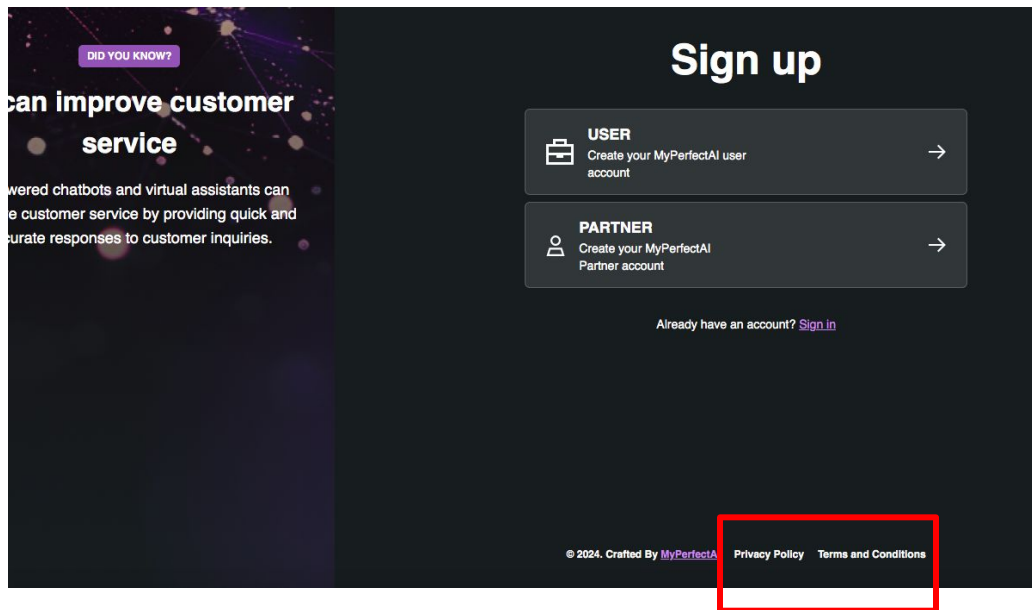 DID YOU KNOW?
can improve customer
service
wered chatbots and virtual assistants can
e customer service by providing quick and
curate responses to customer inquiries.
Sign up
USER
Create your MyPerfectAI user
account
PARTNER
Create your MyPerfectAI
Partner account
Already have an account? Sign in
© 2024. Crafted By MyPerfectA Privacy Policy Terms and Conditions